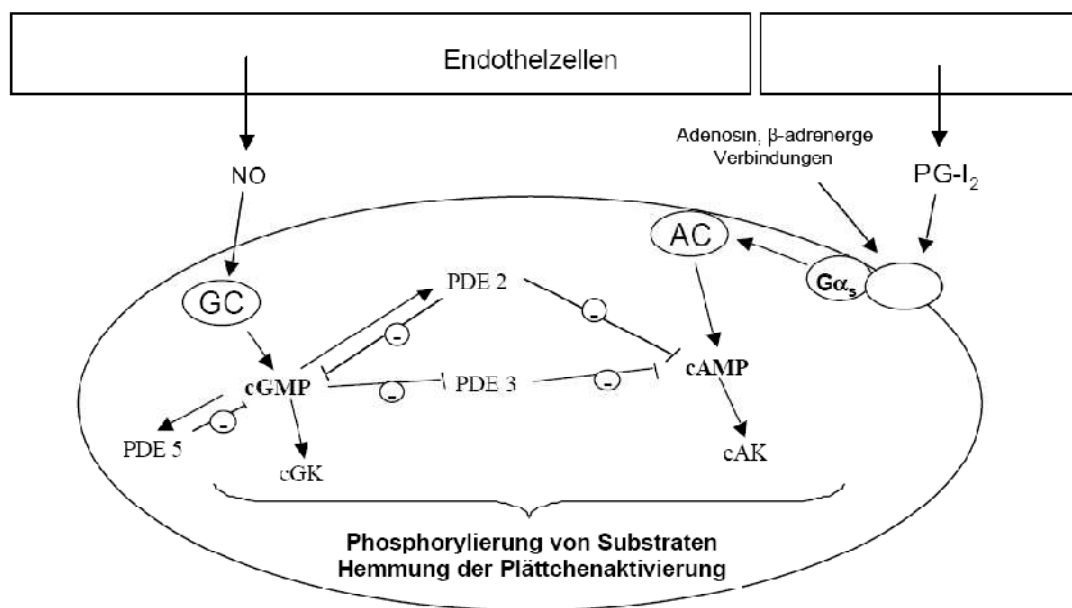 Endothelzellen
Adenosin, β-adrenerge
Verbindungen
NO
PG-I₂
AC
Gαs
GC
PDE 2
-
-
cGMP
-
PDE 3
-
cAMP
-
PDE 5
cGK
cAK
Phosphorylierung von Substraten
Hemmung der Plättchenaktivierung